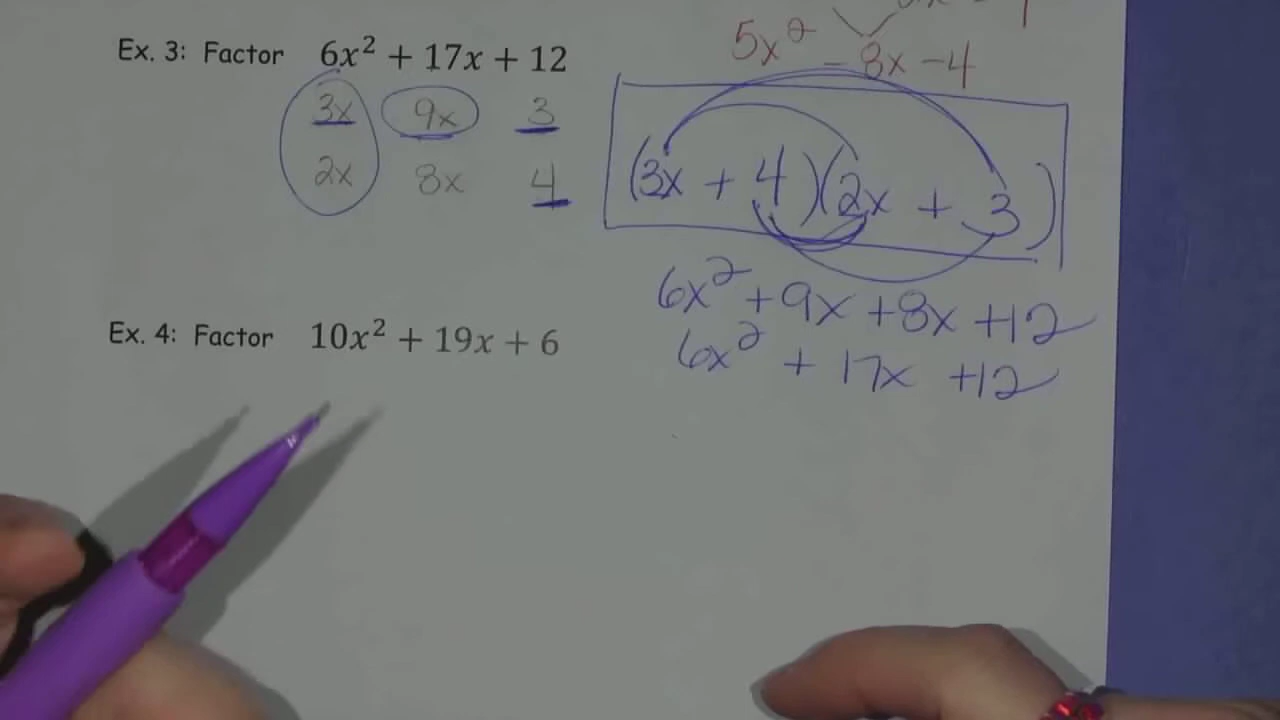 5x² - 8x - 4
Ex. 3: Factor 6x² + 17x + 12
3x 9x 3
2x 8x 4
(3x + 4)(2x + 3)
6x² + 9x + 8x + 12
6x² + 17x + 12
Ex. 4: Factor 10x² + 19x + 6